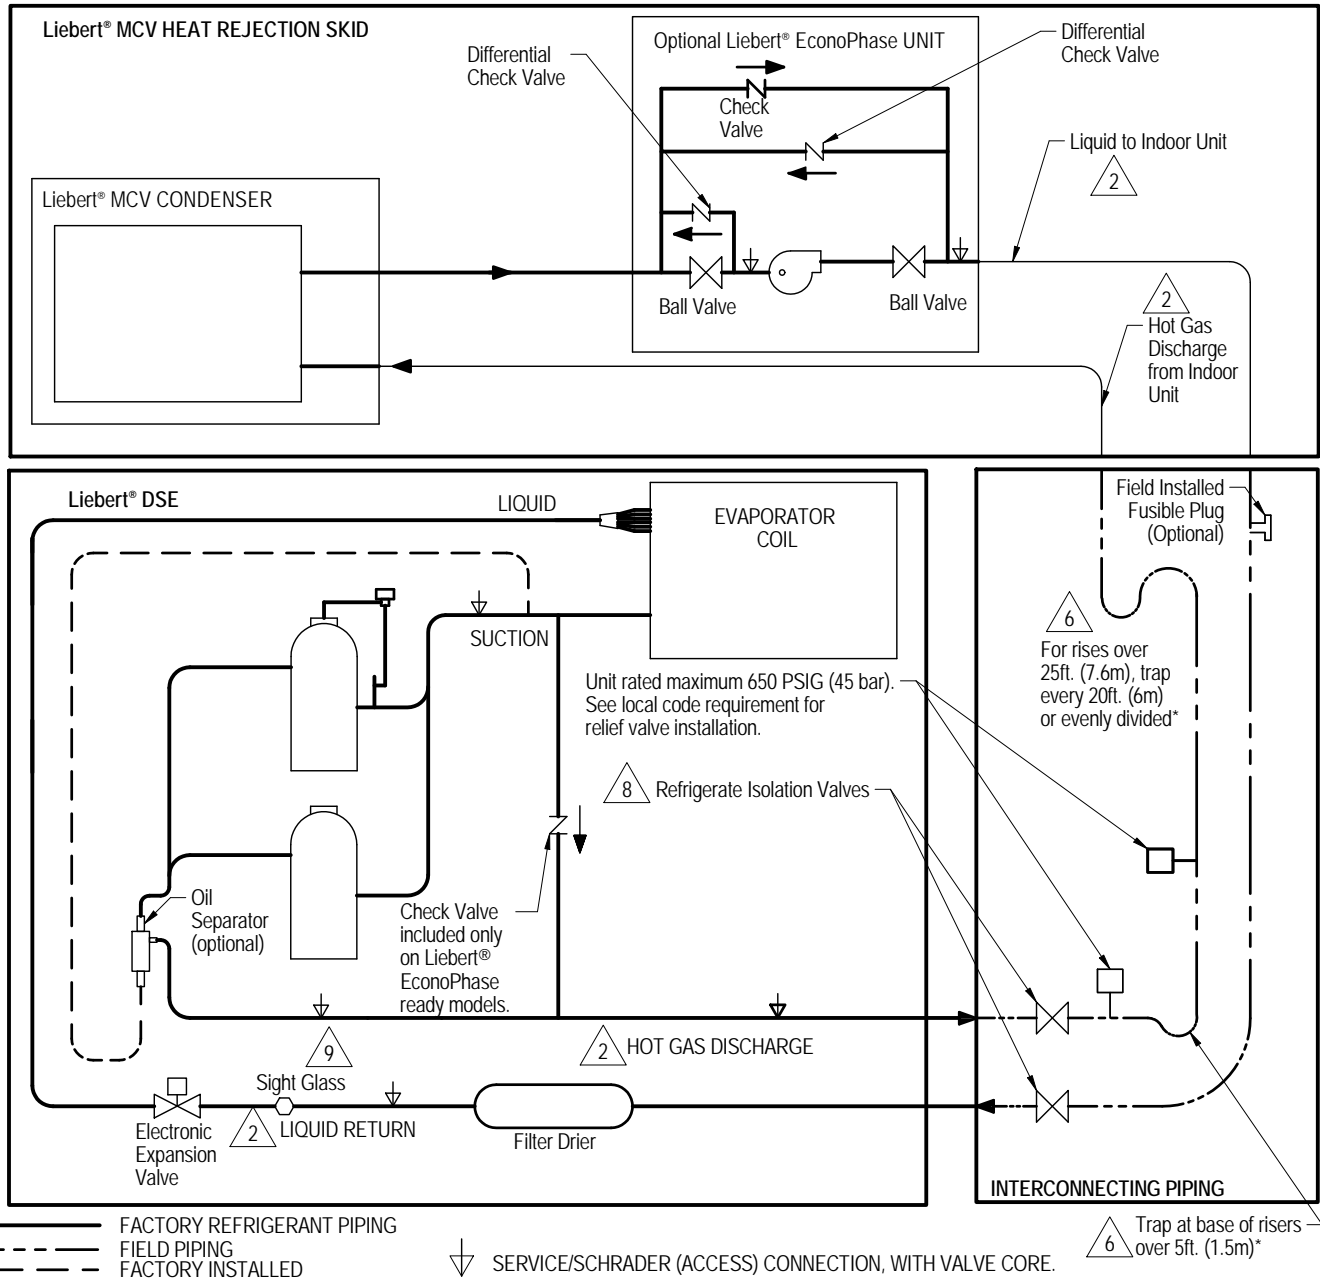 Liebert® MCV HEAT REJECTION SKID
Differential
Check Valve
Optional Liebert® EconoPhase UNIT
Differential
Check Valve
Check
Valve
Liquid to Indoor Unit
2
Liebert® MCV CONDENSER
Ball Valve
Ball Valve
2
Hot Gas
Discharge
from Indoor
Unit
Liebert® DSE
LIQUID
EVAPORATOR
COIL
SUCTION
Field Installed
Fusible Plug
(Optional)
6
For rises over
25ft. (7.6m), trap
every 20ft. (6m)
or evenly divided*
Unit rated maximum 650 PSIG (45 bar).
See local code requirement for
relief valve installation.
8
Refrigerate Isolation Valves
Oil
Separator
(optional)
Check Valve
included only
on Liebert®
EconoPhase
ready models.
9
2
HOT GAS DISCHARGE
Sight Glass
2
LIQUID RETURN
Electronic
Expansion
Valve
Filter Drier
INTERCONNECTING PIPING
6
Trap at base of risers
over 5ft. (1.5m)*
FACTORY REFRIGERANT PIPING
FIELD PIPING
FACTORY INSTALLED
SERVICE/SCHRADER (ACCESS) CONNECTION, WITH VALVE CORE.